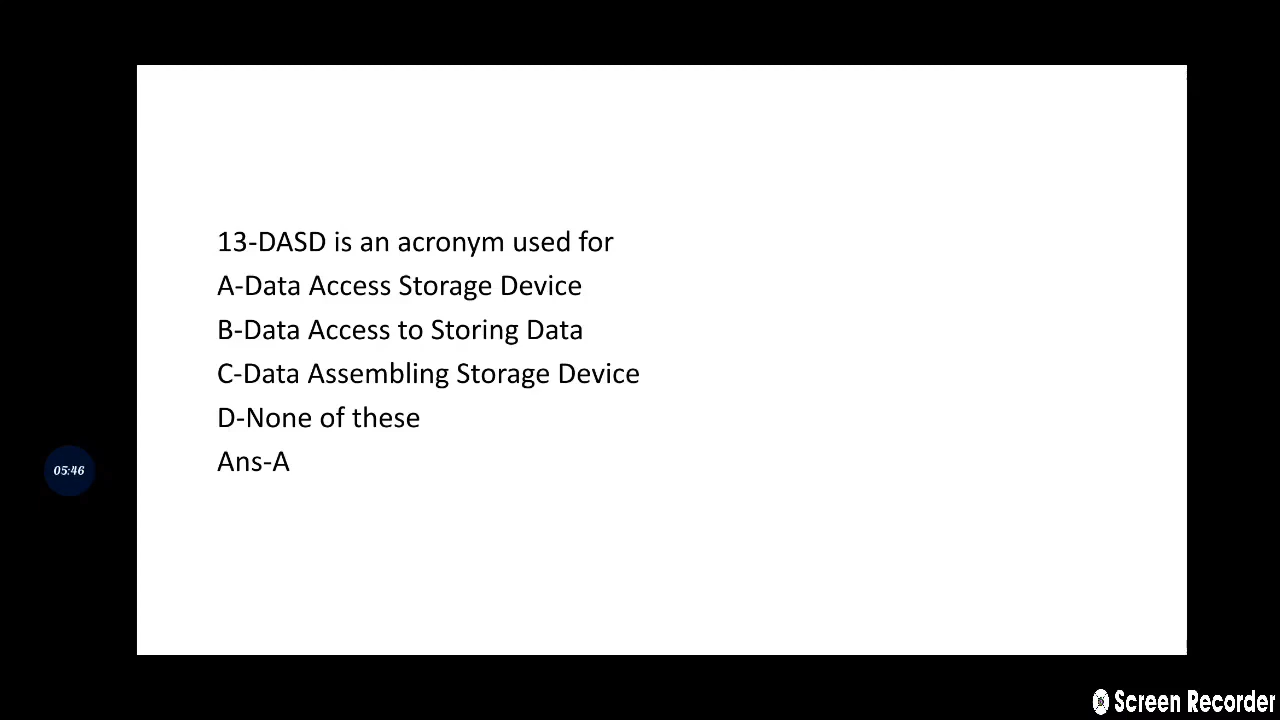 13-DASD is an acronym used for
A-Data Access Storage Device
B-Data Access to Storing Data
C-Data Assembling Storage Device
D-None of these
Ans-A
05:46
Screen Recorder